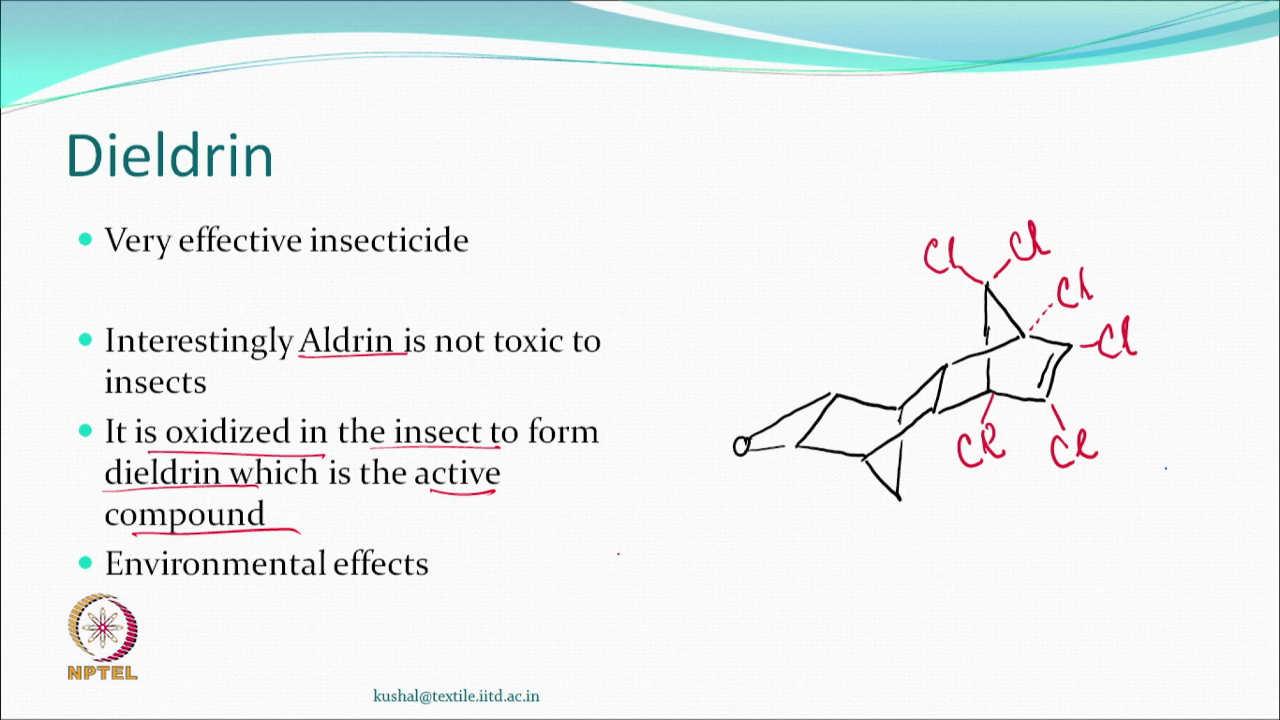 Dieldrin
Very effective insecticide
Interestingly Aldrin is not toxic to
insects
It is oxidized in the insect to form
dieldrin which is the active
compound
Environmental effects
Cl Cl
Cl
Cl
Cl Cl
O
NPTEL
kushal@textile.iitd.ac.in